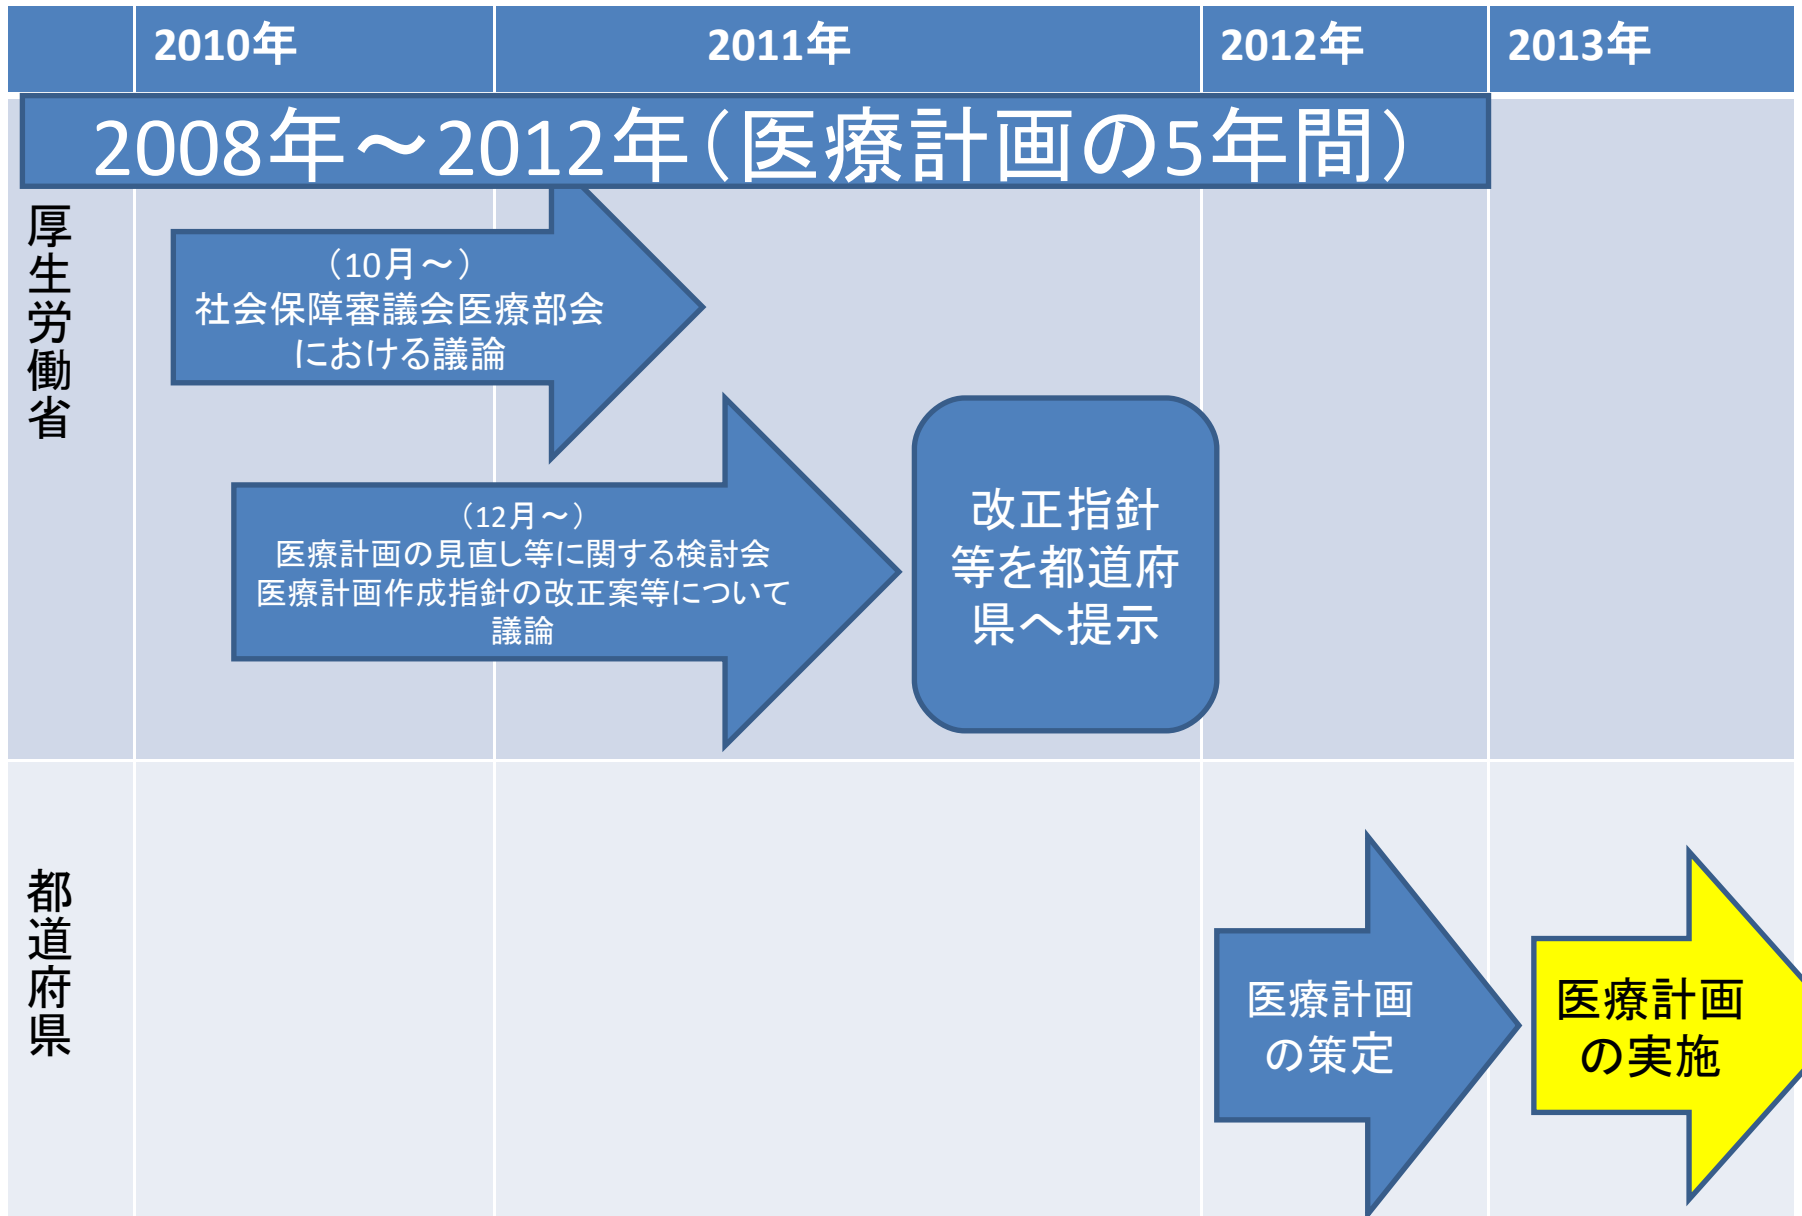 2010年 2011年 2012年 2013年
2008年～2012年（医療計画の5年間）
厚生労働省
（10月～）
社会保障審議会医療部会
における議論
（12月～）
医療計画の見直し等に関する検討会
医療計画作成指針の改正案等について
議論
改正指針
等を都道府
県へ提示
都道府県
医療計画
の策定
医療計画
の実施